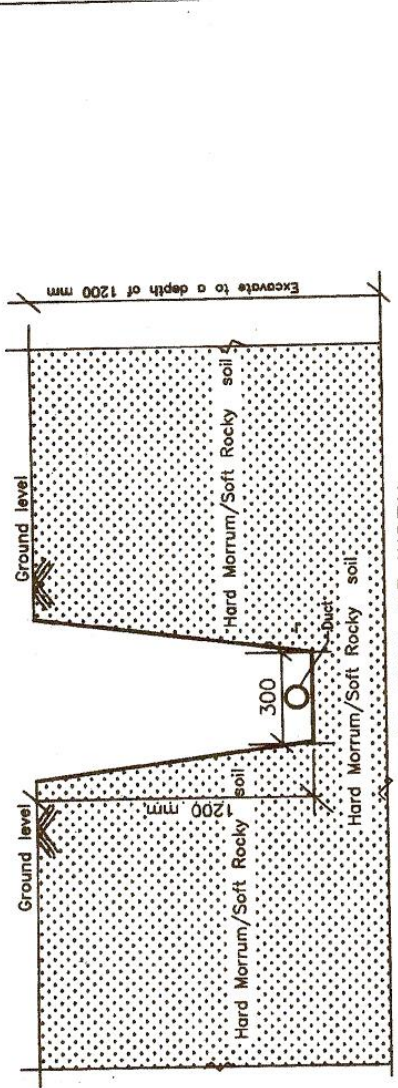 Ground level
Ground level
Excavate to a depth of 1200 mm
1200 mm
300
Duct
Hard Morrum/Soft Rocky soil
Hard Morrum/Soft Rocky soil
Hard Morrum/Soft Rocky soil